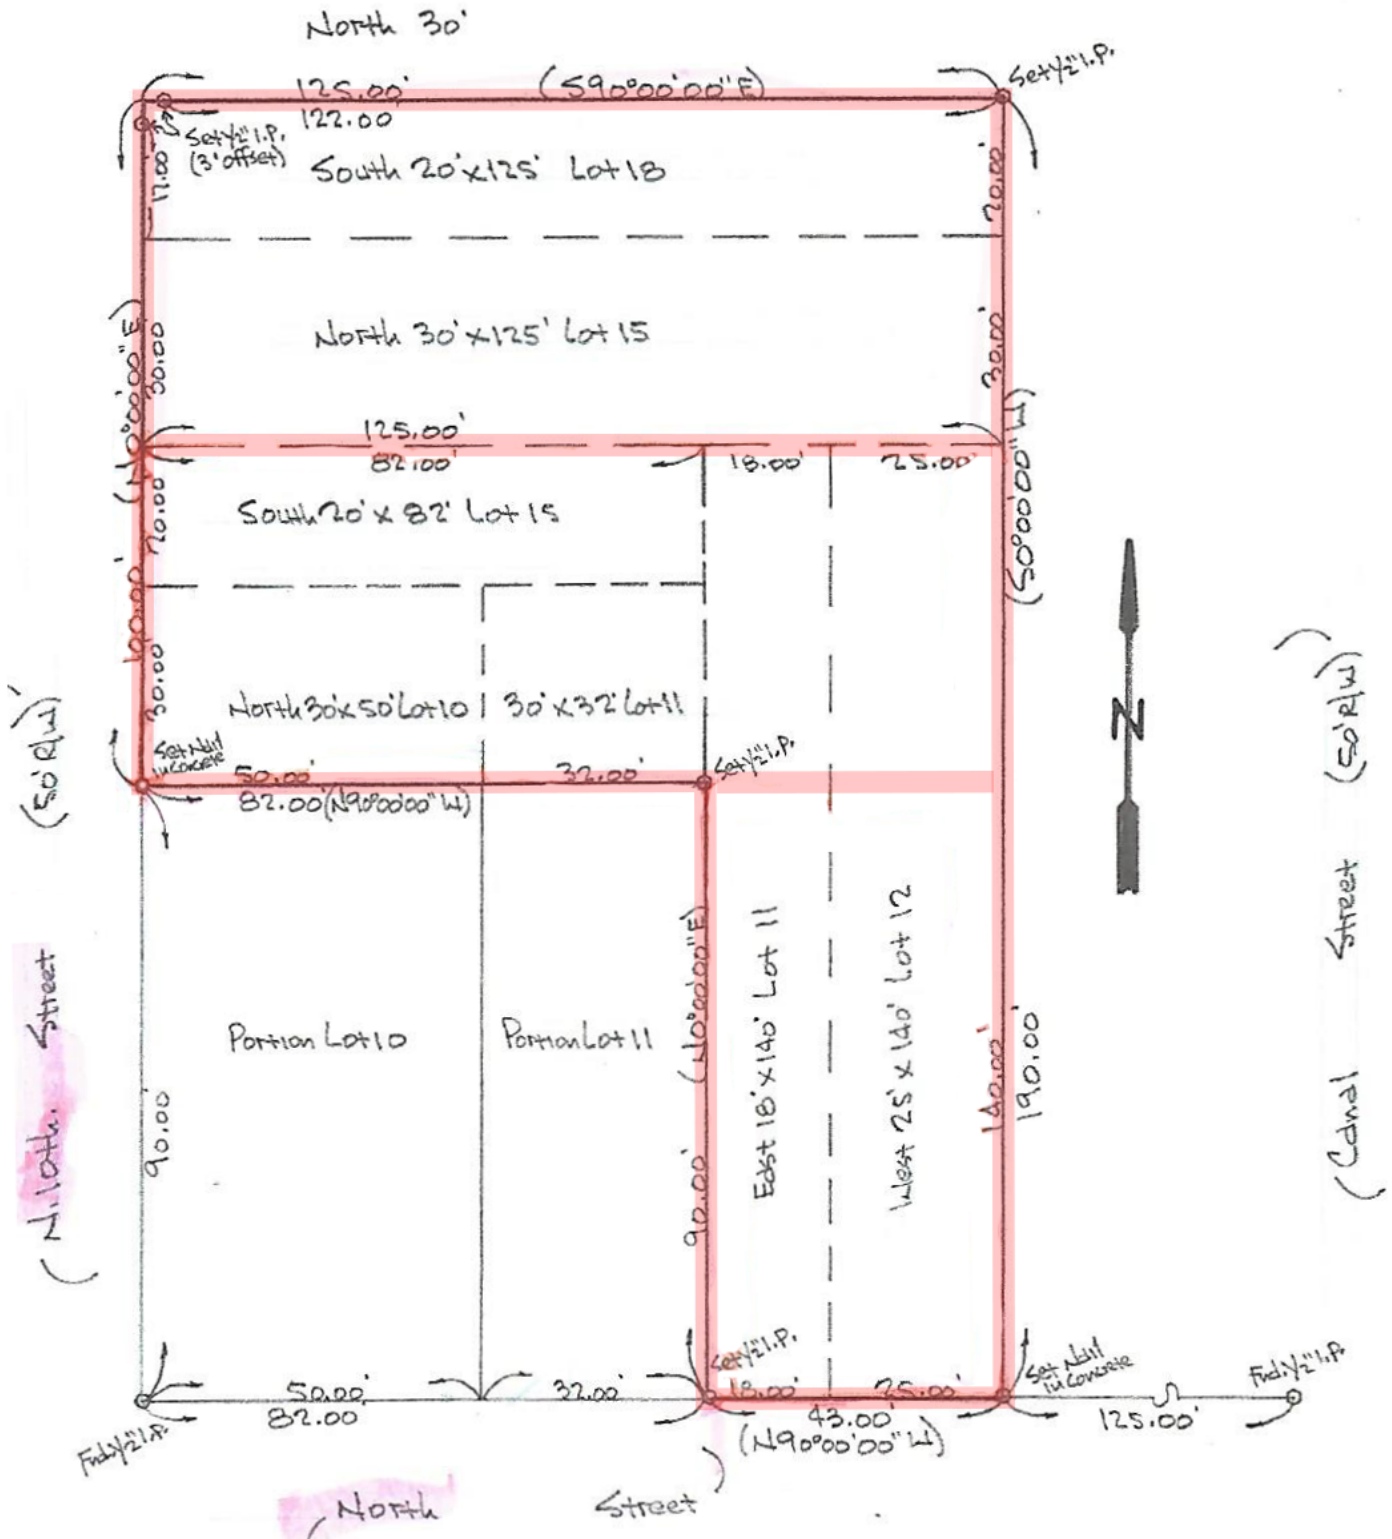 North 30'
125.00' (S90°00'00"E)
Set ½" I.P.
122.00'
Set ½" I.P.
(3' offset)
17.00'
South 20'x125' Lot 18
20.00'
North 30'x125' Lot 15
30.00'
30.00'
(N0°00'00"E)
125.00'
82.00'
18.00'
25.00'
(S0°00'00"W)
South 20' x 82' Lot 15
20.00'
100.00'
North 30'x50' Lot 10
30'x32' Lot 11
30.00'
Set Nail
in Concrete
50.00'
32.00'
Set ½" I.P.
82.00 (N90°00'00"W)
N
(50' R/W)
(50' R/W)
Niloth Street
Portion Lot 10
Portion Lot 11
90.00'
90.00'
(N0°00'00"E)
East 18' x 140' Lot 11
West 25' x 140' Lot 12
140.00'
190.00'
(Canal Street
Set ½" I.P.
Set Nail
in Concrete
Fnd. ½" I.P.
50.00'
32.00'
18.00'
25.00'
82.00'
43.00'
125.00'
Fnd. ½" I.P.
(N90°00'00"W)
(North Street)